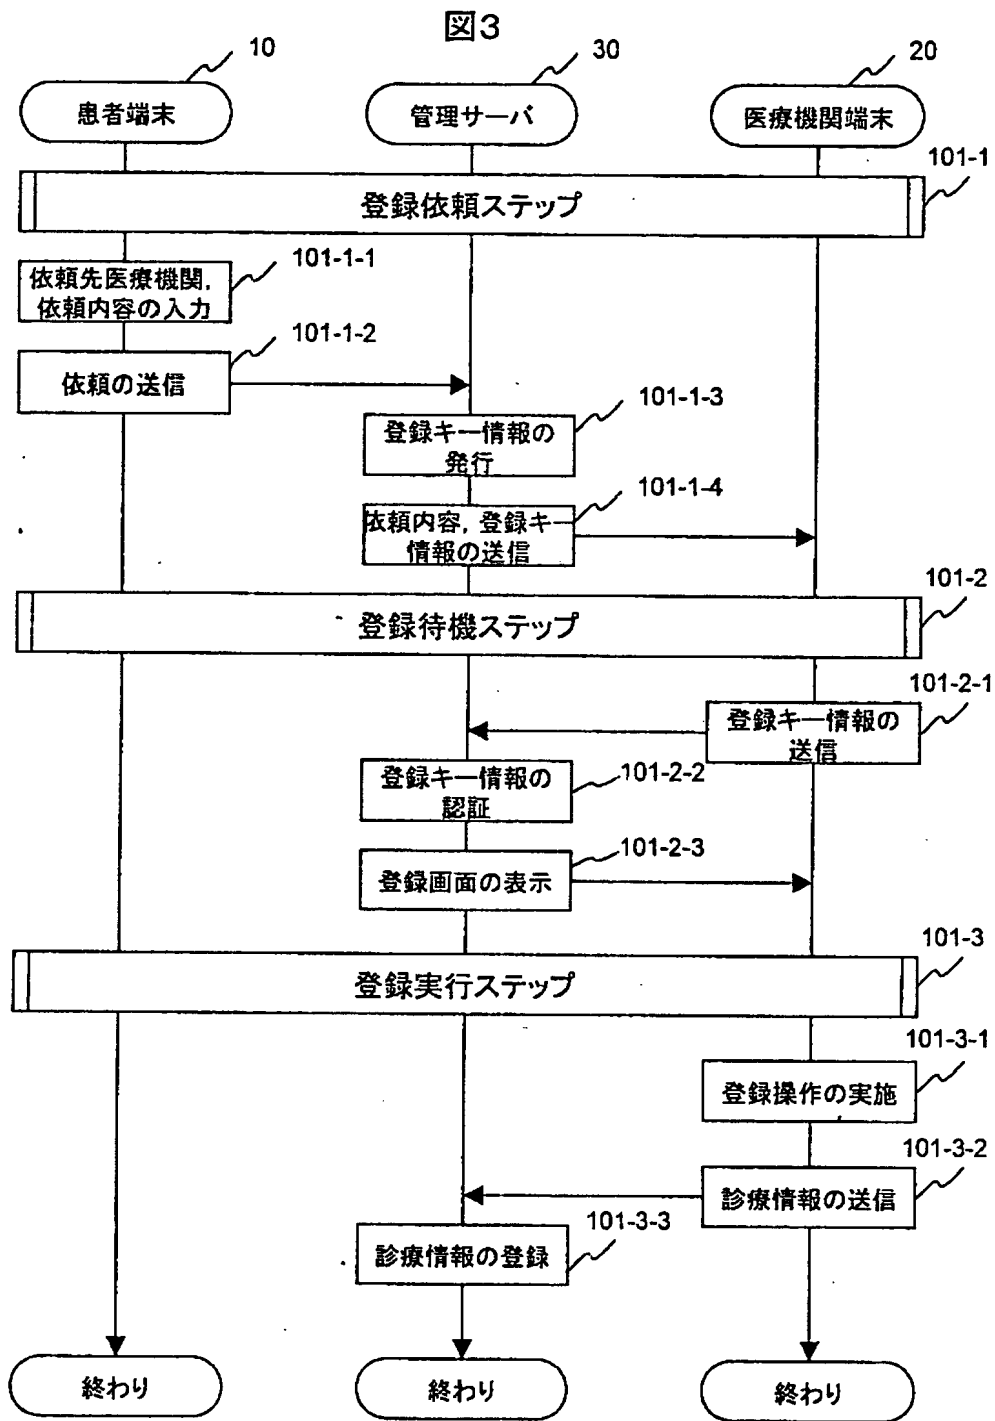 図3
10
30
20
患者端末
管理サーバ
医療機関端末
101-1
登録依頼ステップ
101-1-1
依頼先医療機関,
依頼内容の入力
101-1-2
依頼の送信
101-1-3
登録キー情報の
発行
101-1-4
依頼内容, 登録キー
情報の送信
101-2
登録待機ステップ
101-2-1
登録キー情報の
送信
101-2-2
登録キー情報の
認証
101-2-3
登録画面の表示
101-3
登録実行ステップ
101-3-1
登録操作の実施
101-3-2
診療情報の送信
101-3-3
診療情報の登録
終わり
終わり
終わり